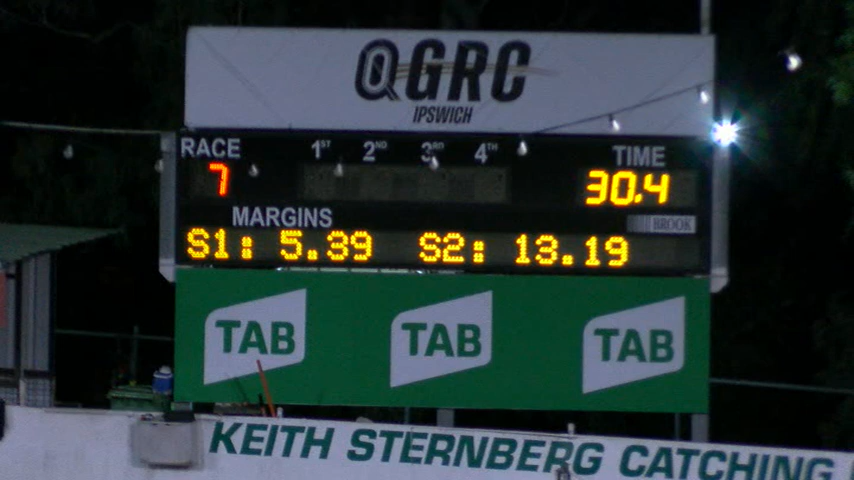 QGRC
IPSWICH
RACE 1ST 2ND 3RD 4TH TIME
7 30.4
MARGINS BROOK
S1: 5.39 S2: 13.19
TAB TAB TAB
KEITH STERNBERG CATCHING